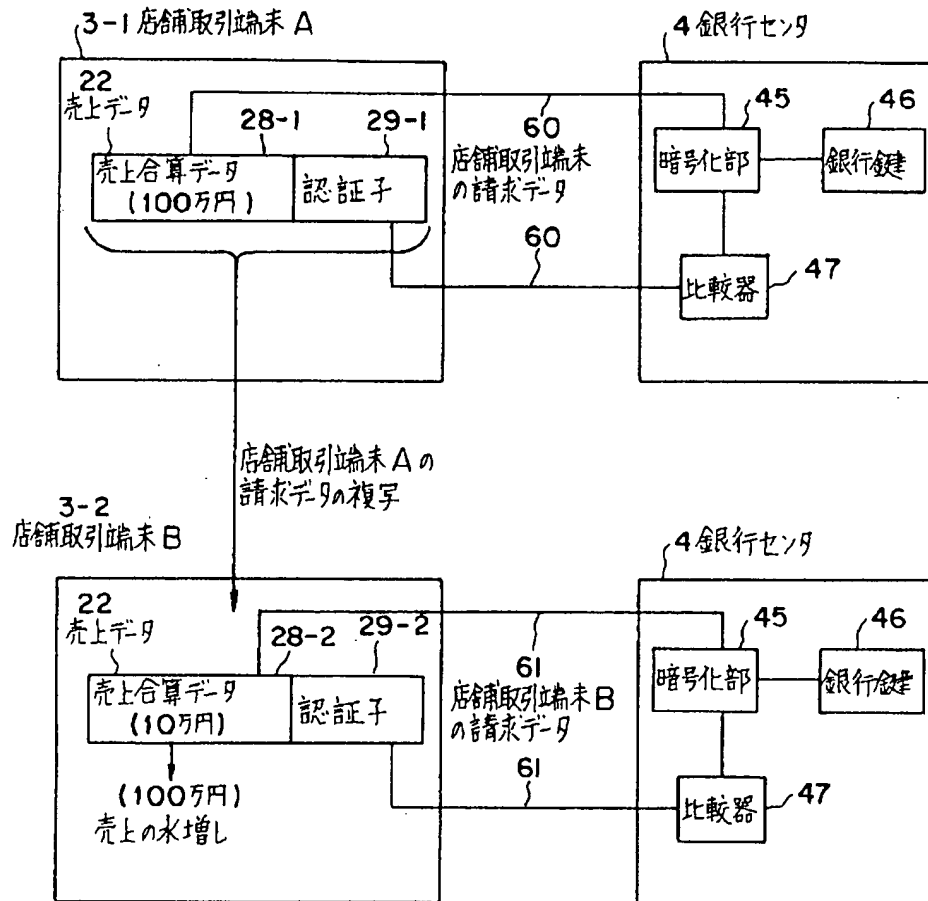 3-1 店舗取引端末 A
4 銀行センタ
22
売上データ
28-1
29-1
売上合算データ
(100万円)
認証子
60
店舗取引端末
の請求データ
60
45
46
暗号化部
銀行鍵
47
比較器
店舗取引端末 A の
請求データの複写
3-2
店舗取引端末 B
4 銀行センタ
22
売上データ
28-2
29-2
売上合算データ
(10万円)
認証子
(100万円)
売上の水増し
61
61
店舗取引端末 B
の請求データ
61
45
46
暗号化部
銀行鍵
47
比較器